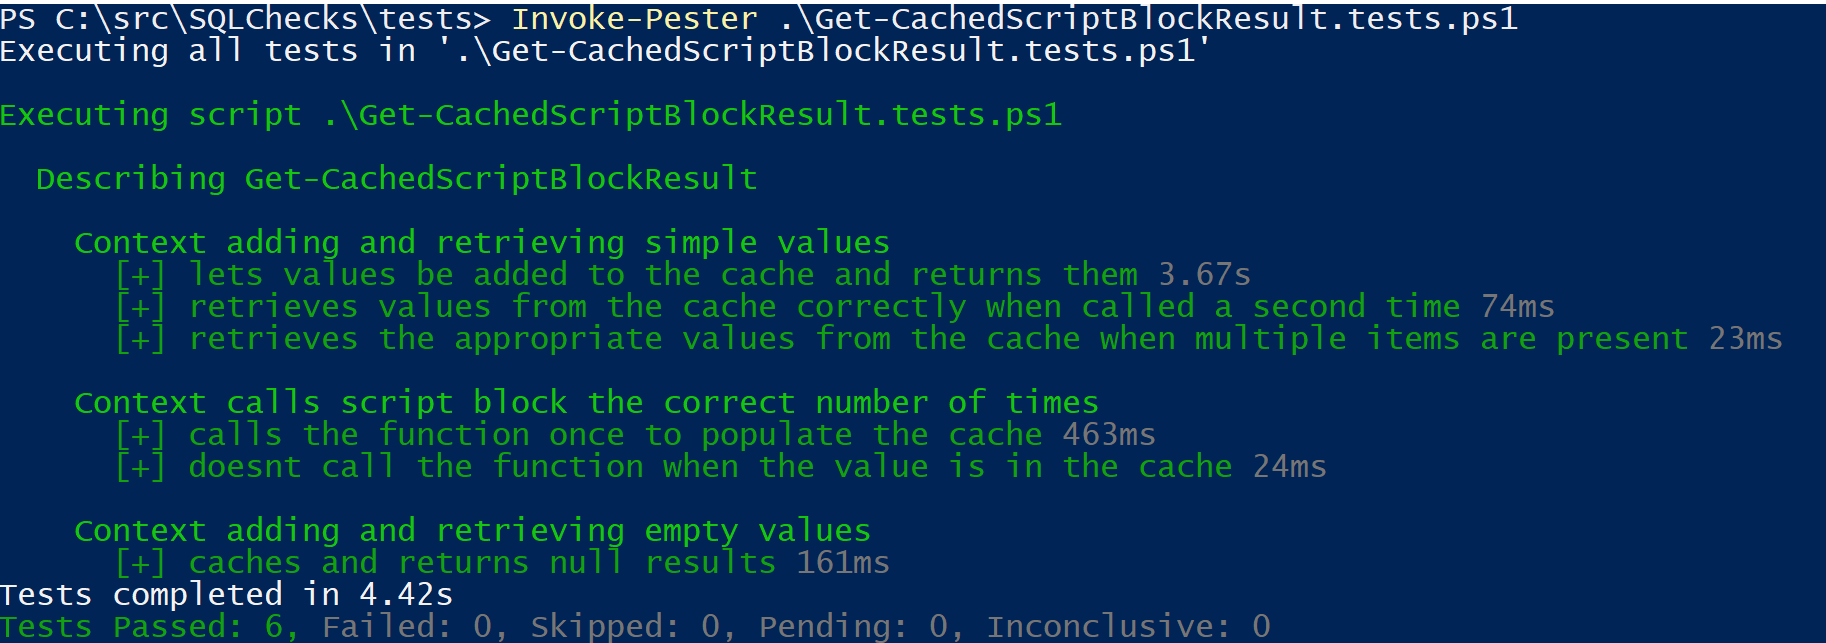 PS C:\src\SQLChecks\tests> Invoke-Pester .\Get-CachedScriptBlockResult.tests.ps1
Executing all tests in '.\Get-CachedScriptBlockResult.tests.ps1'
Executing script .\Get-CachedScriptBlockResult.tests.ps1
Describing Get-CachedScriptBlockResult
Context adding and retrieving simple values
[+] lets values be added to the cache and returns them 3.67s
[+] retrieves values from the cache correctly when called a second time 74ms
[+] retrieves the appropriate values from the cache when multiple items are present 23ms
Context calls script block the correct number of times
[+] calls the function once to populate the cache 463ms
[+] doesnt call the function when the value is in the cache 24ms
Context adding and retrieving empty values
[+] caches and returns null results 161ms
Tests completed in 4.42s
Tests Passed: 6, Failed: 0, Skipped: 0, Pending: 0, Inconclusive: 0